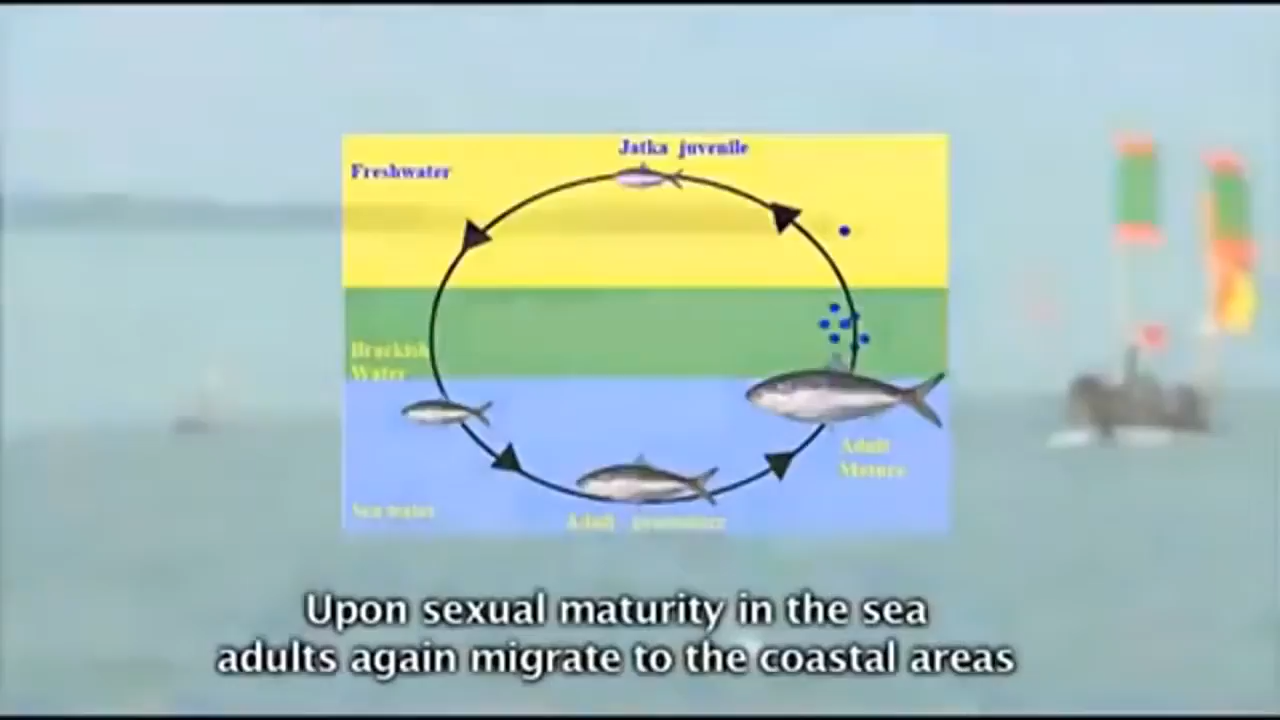 Jatka juvenile
Freshwater
Brackish
Water
Adult
Mature
Sea water
Adult
Upon sexual maturity in the sea
adults again migrate to the coastal areas